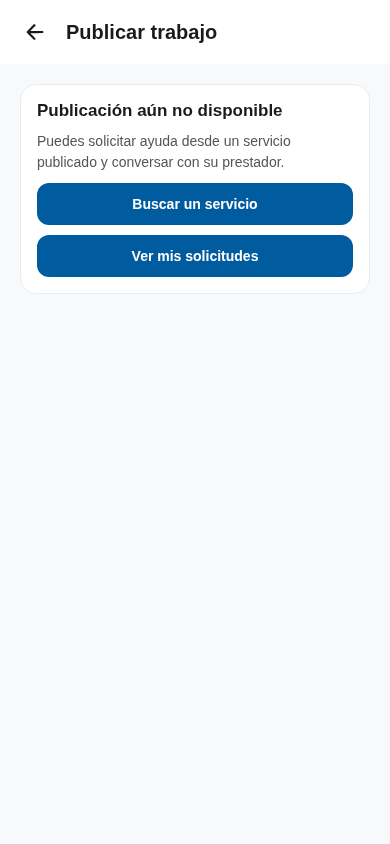 Publicar trabajo
Publicación aún no disponible
Puedes solicitar ayuda desde un servicio
publicado y conversar con su prestador.
Buscar un servicio
Ver mis solicitudes